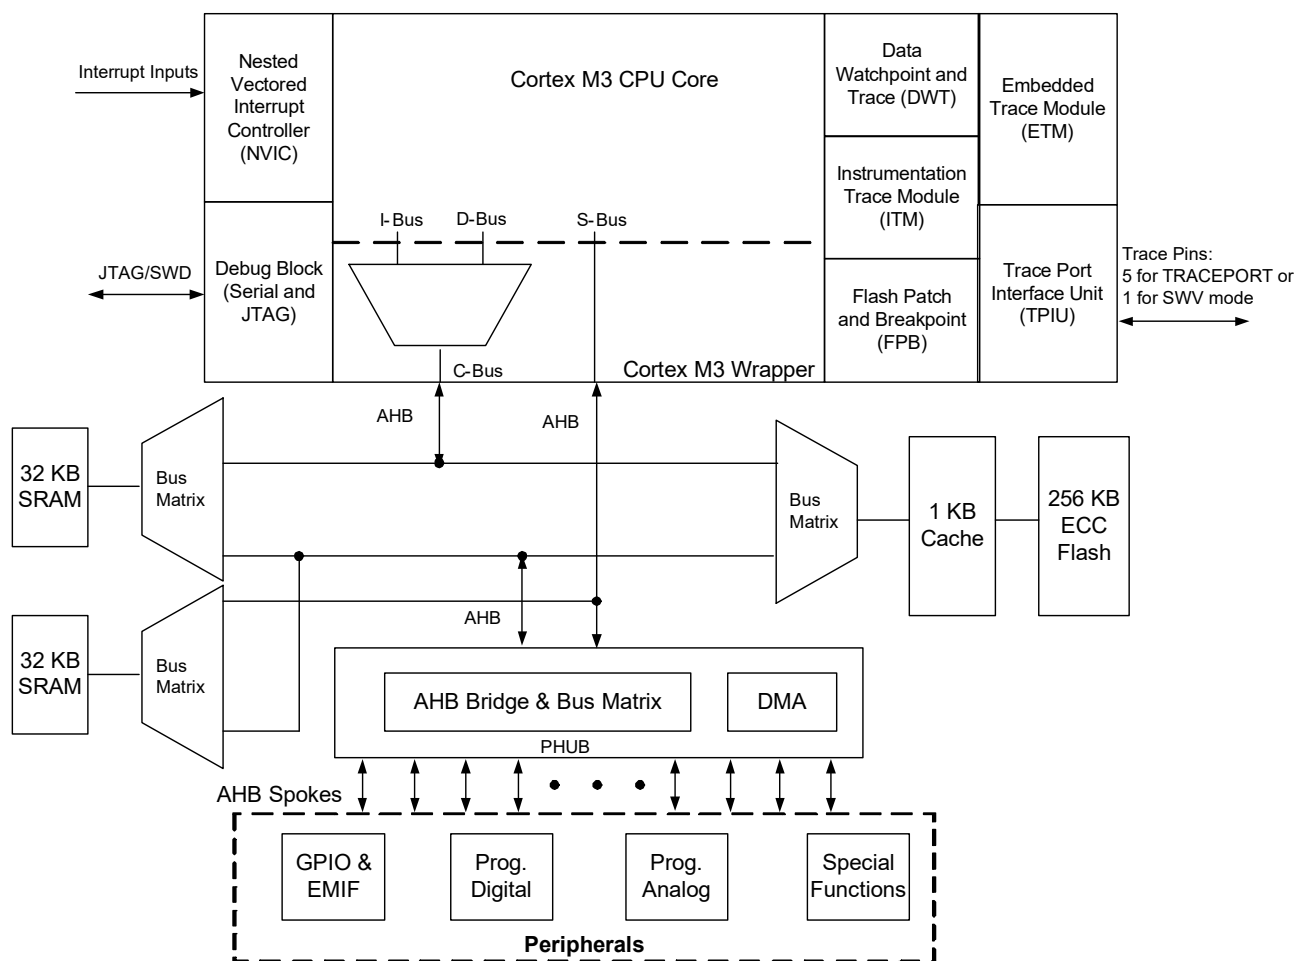 Interrupt Inputs
Nested
Vectored
Interrupt
Controller
(NVIC)
Cortex M3 CPU Core
Data
Watchpoint and
Trace (DWT)
Embedded
Trace Module
(ETM)
Instrumentation
Trace Module
(ITM)
I-Bus
D-Bus
S-Bus
JTAG/SWD
Debug Block
(Serial and
JTAG)
Flash Patch
and Breakpoint
(FPB)
Trace Port
Interface Unit
(TPIU)
Trace Pins:
5 for TRACEPORT or
1 for SWV mode
C-Bus
Cortex M3 Wrapper
AHB
AHB
32 KB
SRAM
Bus
Matrix
Bus
Matrix
1 KB
Cache
256 KB
ECC
Flash
AHB
32 KB
SRAM
Bus
Matrix
AHB Bridge & Bus Matrix
DMA
PHUB
AHB Spokes
GPIO &
EMIF
Prog.
Digital
Prog.
Analog
Special
Functions
Peripherals